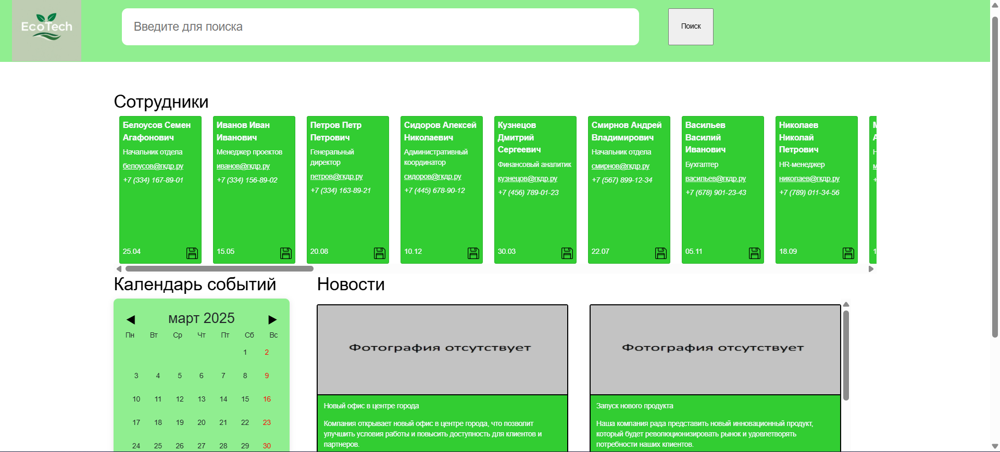 EcoTech
Введите для поиска
Поиск
Сотрудники
Белоусов Семен
Агафонович
Начальник отдела
белоусов@гкдр.ру
+7 (334) 167-89-01
25.04
Иванов Иван
Иванович
Менеджер проектов
иванов@гкдр.ру
+7 (334) 156-89-02
15.05
Петров Петр
Петрович
Генеральный
директор
петров@гкдр.ру
+7 (334) 163-89-21
20.08
Сидоров Алексей
Николаевич
Административный
координатор
сидоров@гкдр.ру
+7 (445) 678-90-12
10.12
Кузнецов
Дмитрий
Сергеевич
Финансовый аналитик
кузнецов@гкдр.ру
+7 (456) 789-01-23
30.03
Смирнов Андрей
Владимирович
Начальник отдела
смирнов@гкдр.ру
+7 (567) 899-12-34
22.07
Васильев
Василий
Иванович
Бухгалтер
васильев@гкдр.ру
+7 (678) 901-23-43
05.11
Николаев
Николай
Петрович
HR-менеджер
николаев@гкдр.ру
+7 (789) 011-34-56
18.09
Календарь событий
март 2025
Пн Вт Ср Чт Пт Сб Вс
1 2
3 4 5 6 7 8 9
10 11 12 13 14 15 16
17 18 19 20 21 22 23
24 25 26 27 28 29 30
Новости
Фотография отсутствует
Новый офис в центре города
Компания открывает новый офис в центре города, что позволит
улучшить условия работы и повысить доступность для клиентов и
партнеров.
Фотография отсутствует
Запуск нового продукта
Наша компания рада представить новый инновационный продукт,
который будет революционизировать рынок и удовлетворять
потребности наших клиентов.